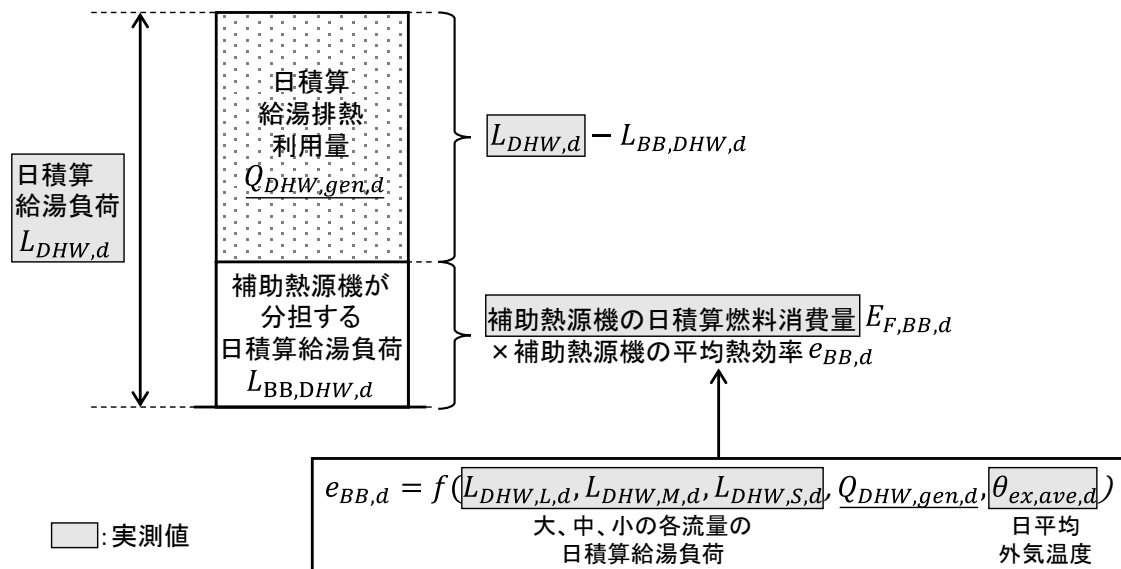 日積算
給湯負荷
L_{DHW,d}
日積算
給湯排熱
利用量
Q_{DHW,gen,d}
L_{DHW,d} − L_{BB,DHW,d}
補助熱源機が
分担する
日積算給湯負荷
L_{BB,DHW,d}
補助熱源機の日積算燃料消費量 E_{F,BB,d}
×補助熱源機の平均熱効率 e_{BB,d}
e_{BB,d} = f(L_{DHW,L,d}, L_{DHW,M,d}, L_{DHW,S,d}, Q_{DHW,gen,d}, θ_{ex,ave,d})
大、中、小の各流量の
日積算給湯負荷
日平均
外気温度
:実測値